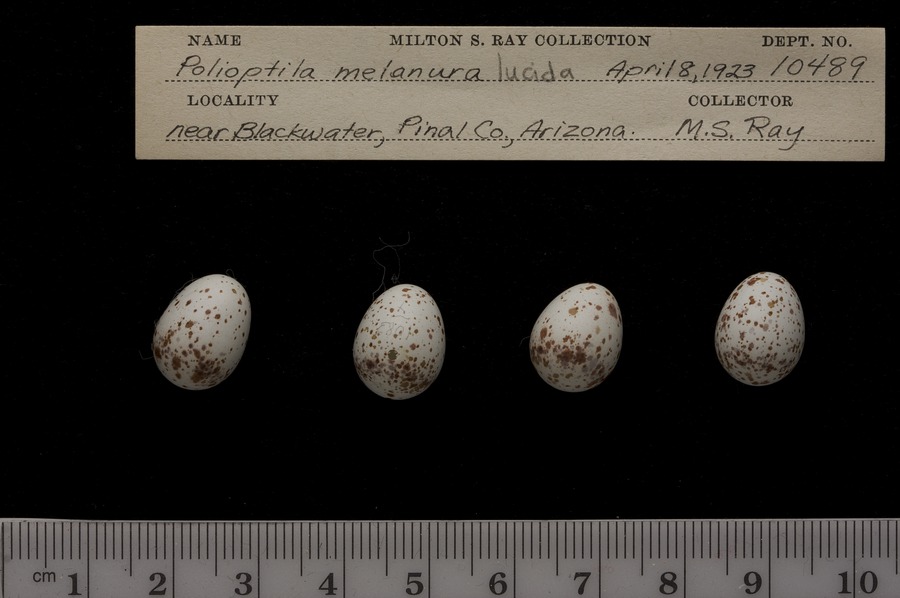 NAME MILTON S. RAY COLLECTION DEPT. NO.
Polioptila melanura lucida April 8, 1923 10489
LOCALITY COLLECTOR
near Blackwater, Pinal Co., Arizona. M.S. Ray
cm 1 2 3 4 5 6 7 8 9 10